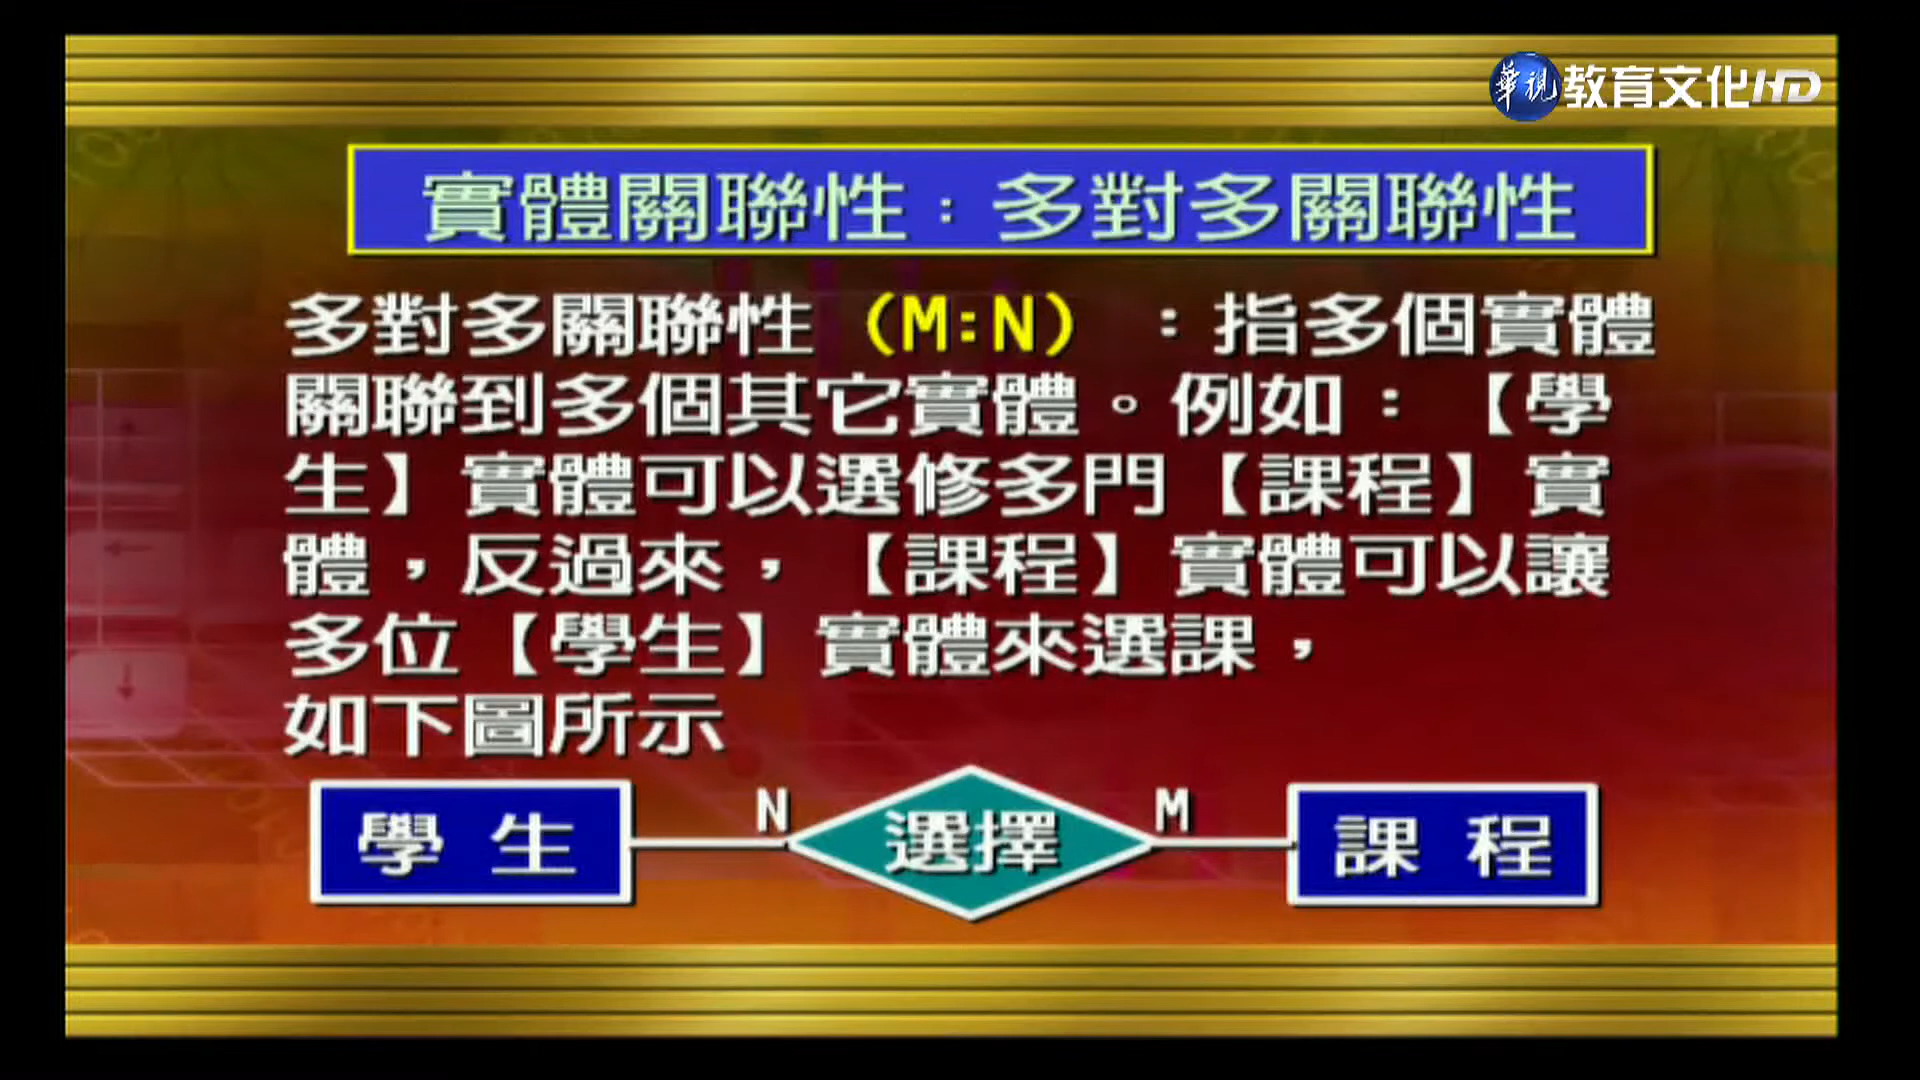 華視 教育文化HD
實體關聯性：多對多關聯性
多對多關聯性（M:N）：指多個實體
關聯到多個其它實體。例如：【學
生】實體可以選修多門【課程】實
體，反過來，【課程】實體可以讓
多位【學生】實體來選課，
如下圖所示
學生 N 選擇 M 課程